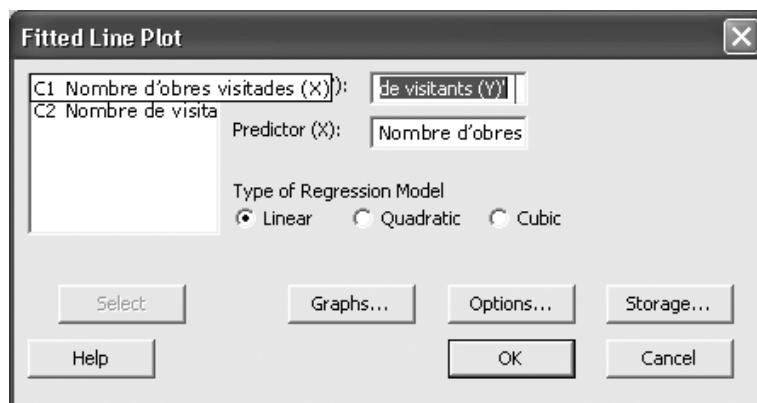 Fitted Line Plot
C1 Nombre d'obres visitades (X) '):
de visitants (Y)'
C2 Nombre de visita
Predictor (X):
Nombre d'obres
Type of Regression Model
Linear Quadratic Cubic
Select Graphs... Options... Storage...
Help OK Cancel